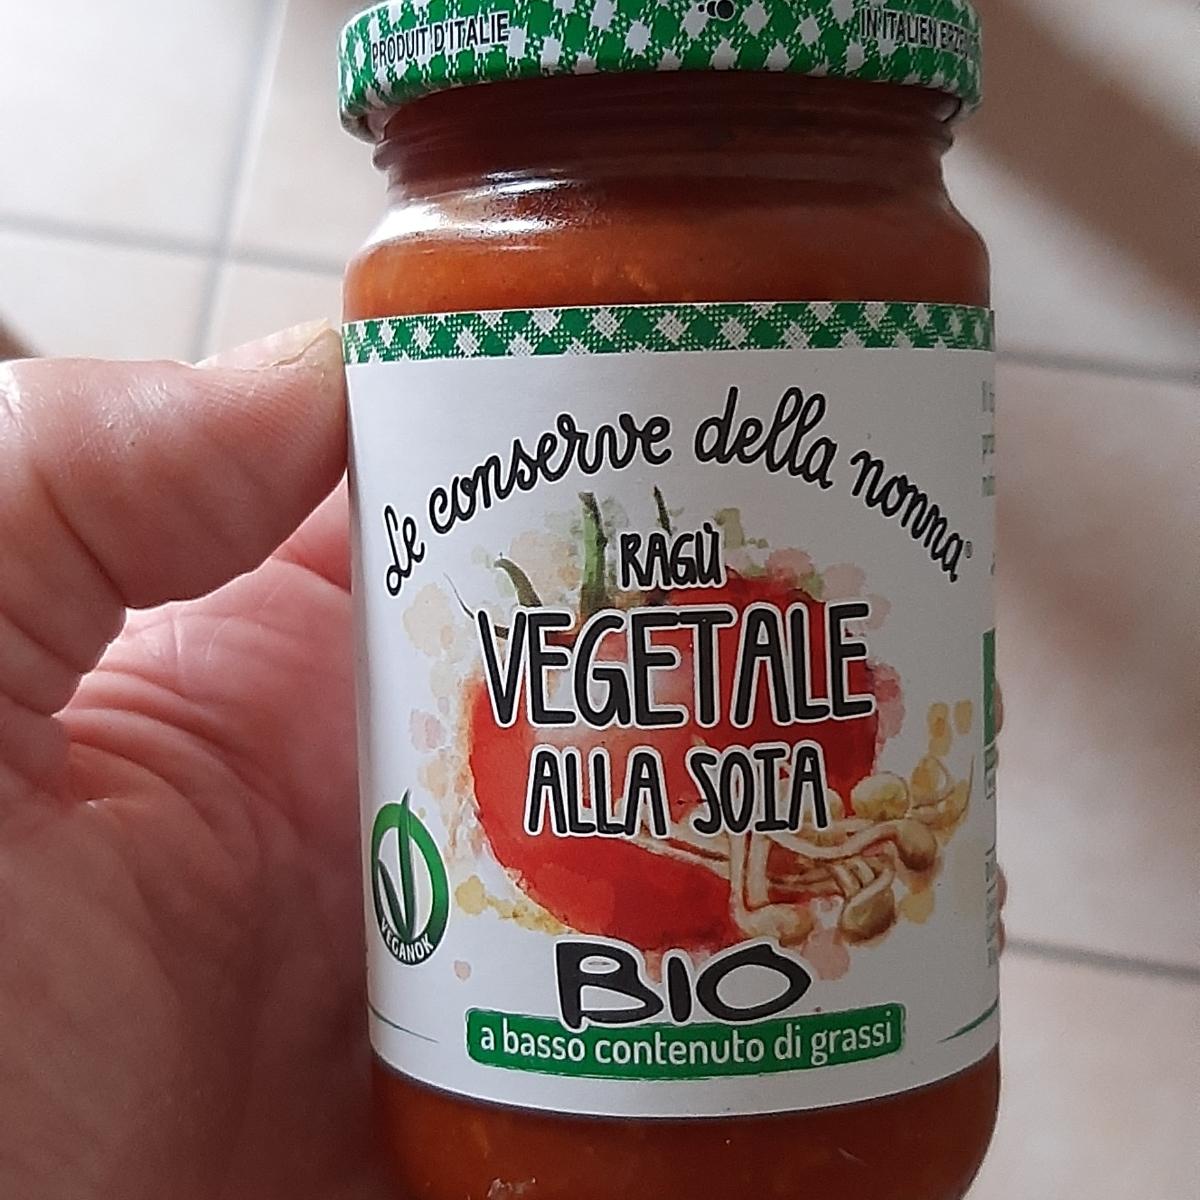 PRODUIT D'ITALIE
IN ITALIEN
Le conserve della nonna®
RAGÙ
VEGETALE
ALLA SOIA
VEGANOK
BIO
a basso contenuto di grassi